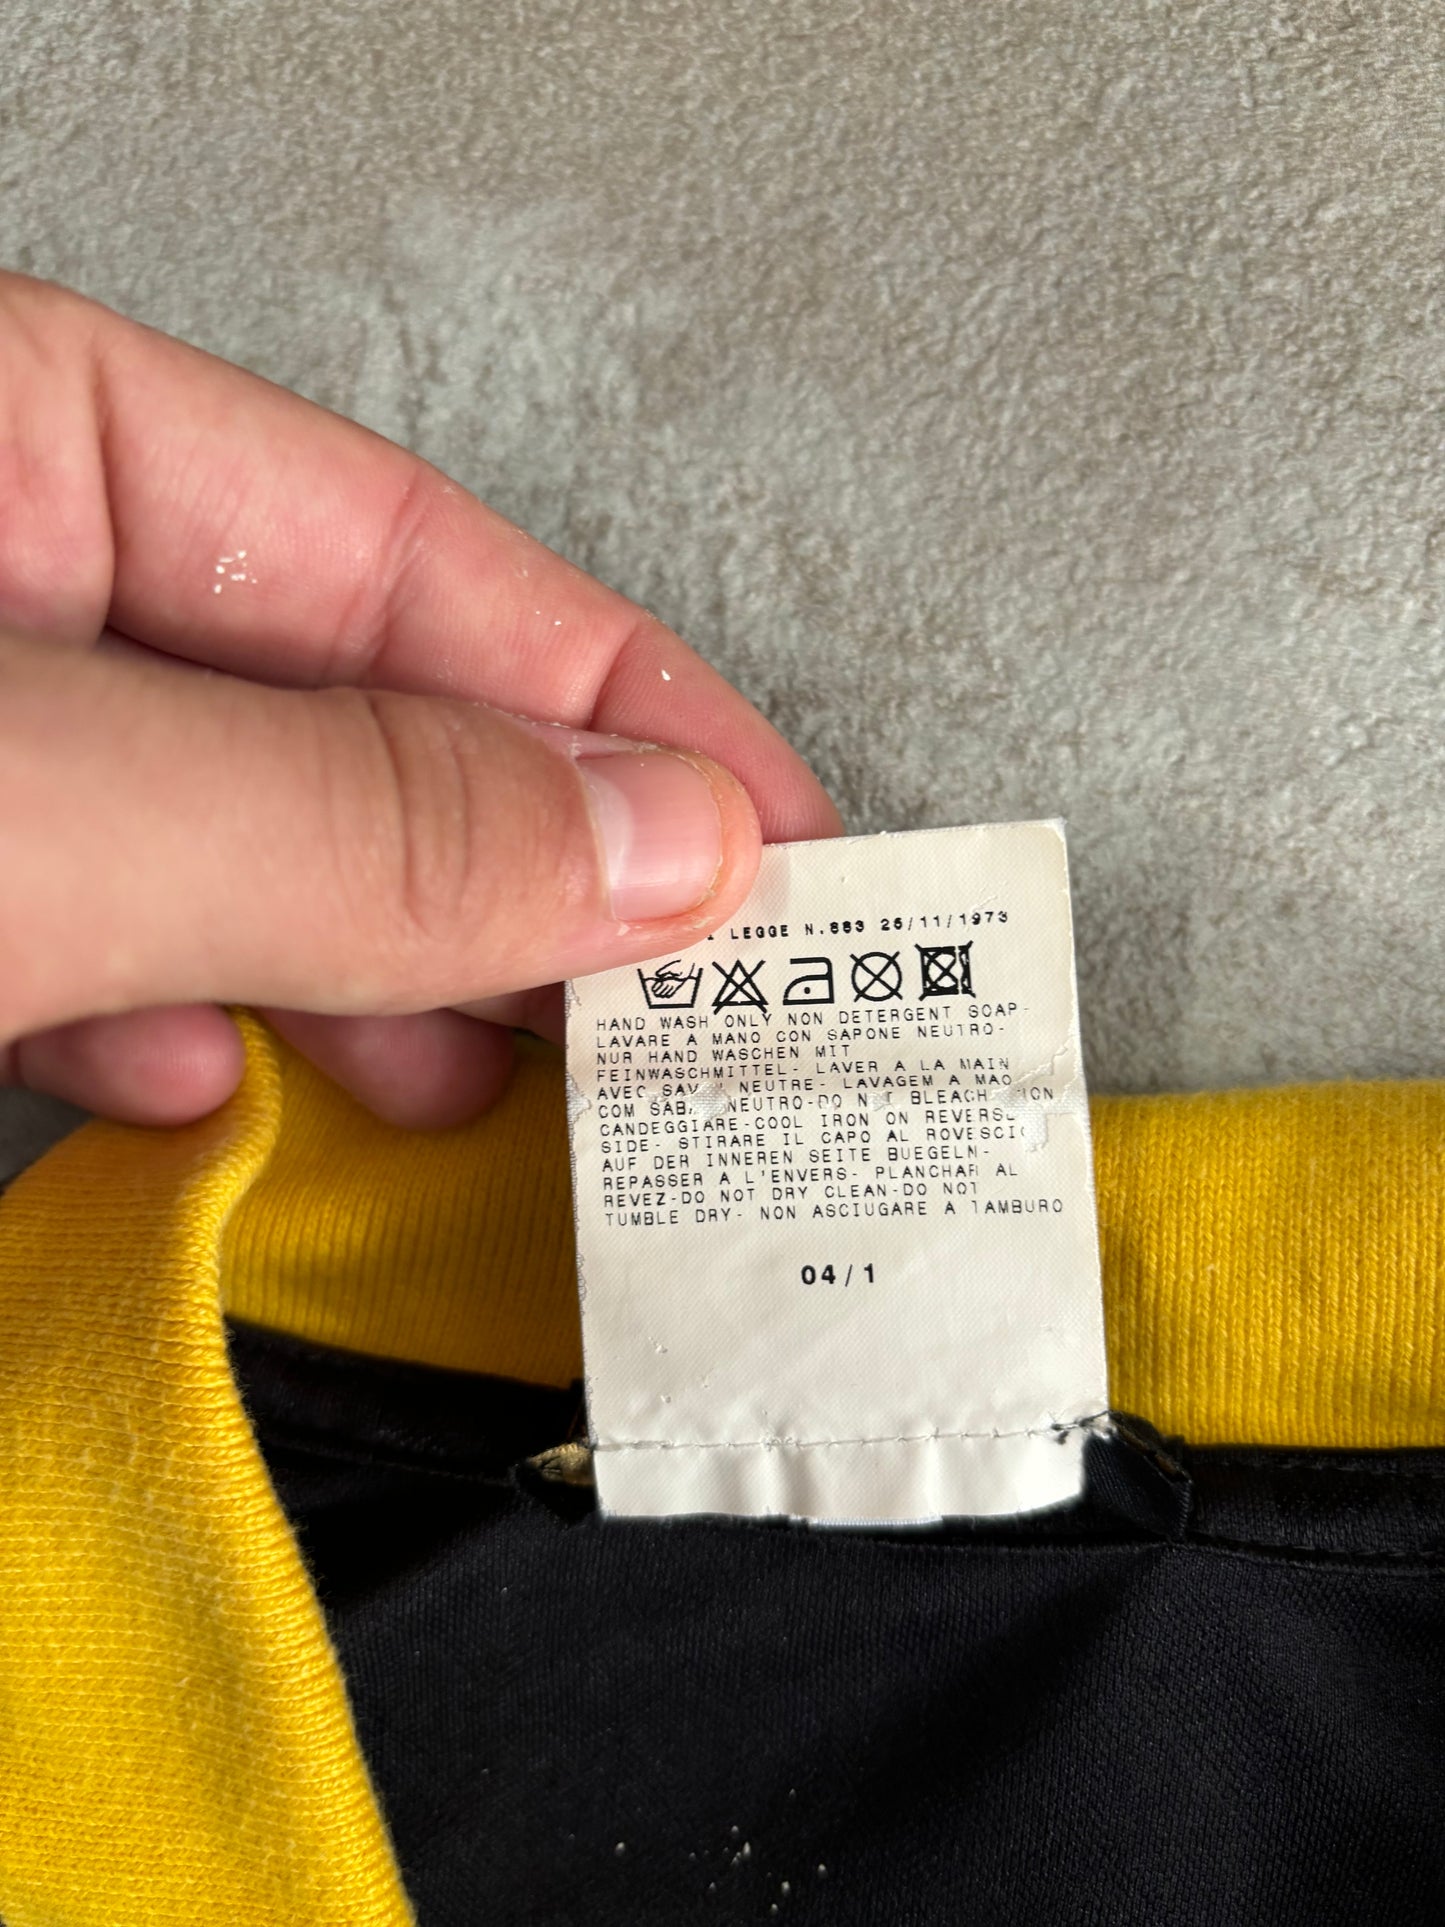 LEGGE N.883 26/11/1973
HAND WASH ONLY NON DETERGENT SOAP-
LAVARE A MANO CON SAPONE NEUTRO-
NUR HAND WASCHEN MIT
FEINWASCHMITTEL- LAVER A LA MAIN
AVEC NEUTRE- LAVAGEM A MAO
COM NEUTRO-DO BLEACH-
CANDEGGIARE-COOL IRON ON REVERSE
SIDE- STIRARE IL CAPO AL ROVESCIO
AUF DER INNEREN SEITE BUEGELN-
REPASSER A L'ENVERS- PLANCHAR AL
REVEZ-DO NOT DRY CLEAN-DO NOT
TUMBLE DRY- NON ASCIUGARE A TAMBURO
04/1